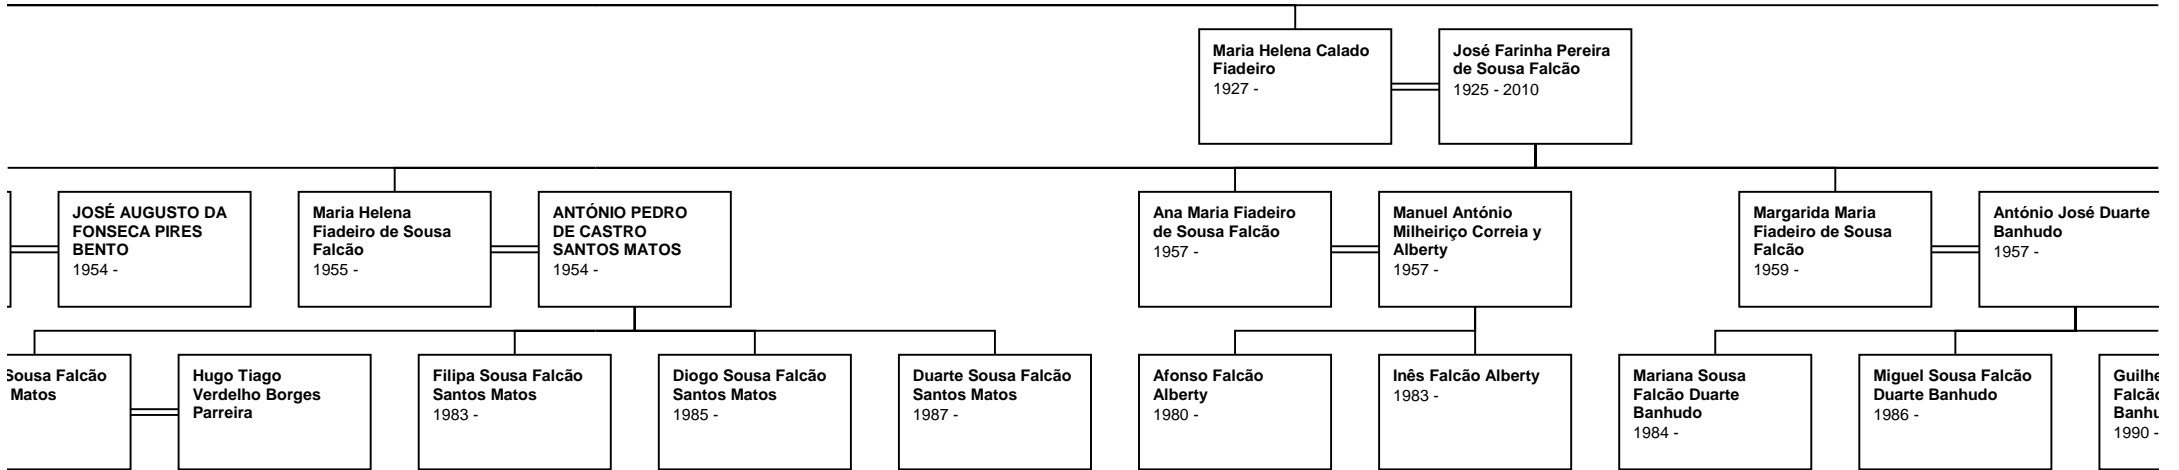 Maria Helena Calado
Fiadeiro
1927 -
José Farinha Pereira
de Sousa Falcão
1925 - 2010
JOSÉ AUGUSTO DA
FONSECA PIRES
BENTO
1954 -
Maria Helena
Fiadeiro de Sousa
Falcão
1955 -
ANTÓNIO PEDRO
DE CASTRO
SANTOS MATOS
1954 -
Ana Maria Fiadeiro
de Sousa Falcão
1957 -
Manuel António
Milheiriço Correia y
Alberty
1957 -
Margarida Maria
Fiadeiro de Sousa
Falcão
1959 -
António José Duarte
Banhudo
1957 -
Sousa Falcão
Matos
Hugo Tiago
Verdelho Borges
Parreira
Filipa Sousa Falcão
Santos Matos
1983 -
Diogo Sousa Falcão
Santos Matos
1985 -
Duarte Sousa Falcão
Santos Matos
1987 -
Afonso Falcão
Alberty
1980 -
Inês Falcão Alberty
1983 -
Mariana Sousa
Falcão Duarte
Banhudo
1984 -
Miguel Sousa Falcão
Duarte Banhudo
1986 -
1990 -